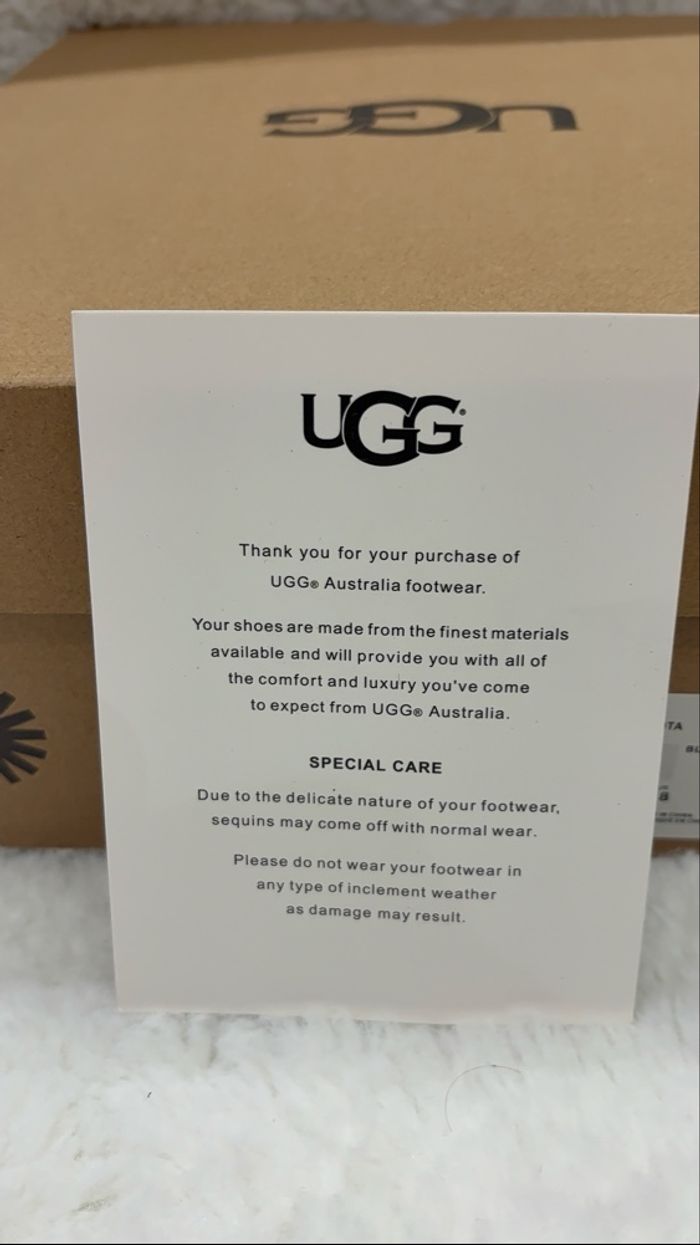 UGG
UGG®
Thank you for your purchase of
UGG® Australia footwear.
Your shoes are made from the finest materials
available and will provide you with all of
the comfort and luxury you've come
to expect from UGG® Australia.
SPECIAL CARE
Due to the delicate nature of your footwear,
sequins may come off with normal wear.
Please do not wear your footwear in
any type of inclement weather
as damage may result.
TA